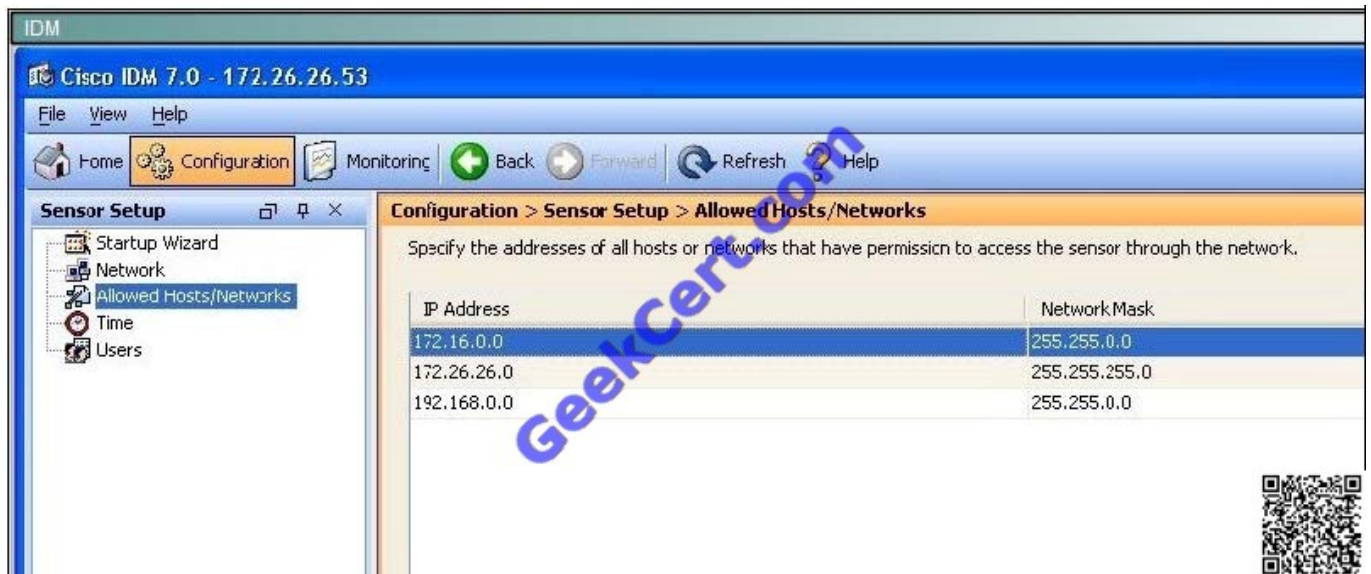 IDM
Cisco IDM 7.0 - 172.26.26.53
File View Help
Home Configuration Monitoring Back Forward Refresh Help
Sensor Setup
Configuration > Sensor Setup > Allowed Hosts/Networks
Startup Wizard
Network
Allowed Hosts/Networks
Time
Users
Specify the addresses of all hosts or networks that have permission to access the sensor through the network.
IP Address Network Mask
172.16.0.0 255.255.0.0
172.26.26.0 255.255.255.0
192.168.0.0 255.255.0.0
GeekCert.com